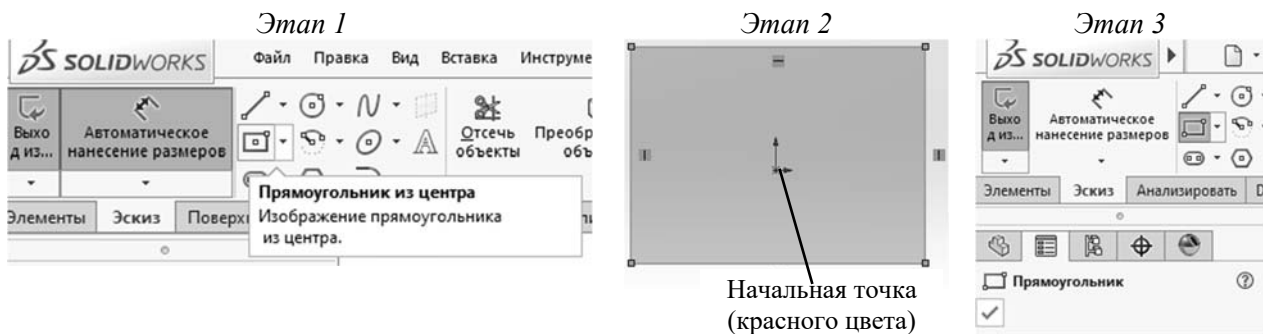 Этап 1
SOLIDWORKS
Файл Правка Вид Вставка Инструме
Выхо
д из...
Автоматическое
нанесение размеров
Отсечь
объекты
Преобр
объ
Прямоугольник из центра
Изображение прямоугольника
из центра.
Элементы Эскиз Поверх
Этап 2
Начальная точка
(красного цвета)
Этап 3
SOLIDWORKS
Выхо
д из...
Автоматическое
нанесение размеров
Элементы Эскиз Анализировать D
Прямоугольник